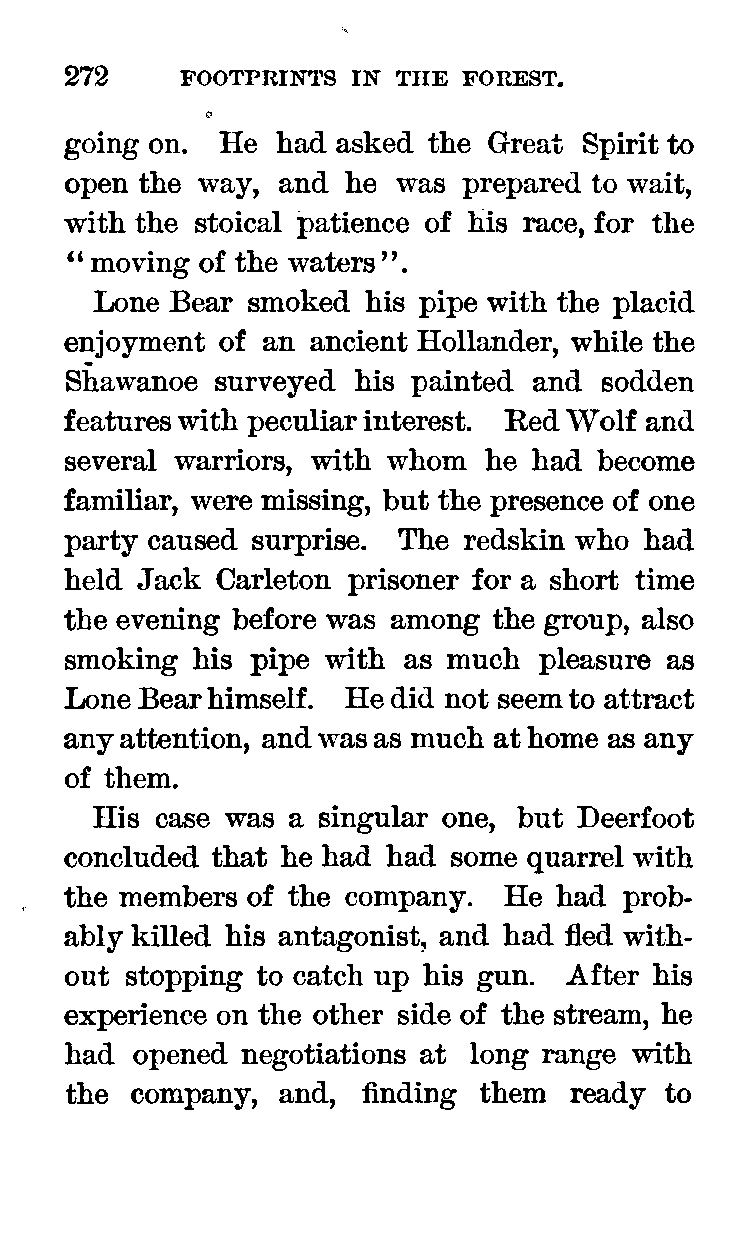 272 FOOTPRINTS IN THE FOREST.
going on. He had asked the Great Spirit to
open the way, and he was prepared to wait,
with the stoical patience of his race, for the
“moving of the waters”.
Lone Bear smoked his pipe with the placid
enjoyment of an ancient Hollander, while the
Shawanoe surveyed his painted and sodden
features with peculiar interest. Red Wolf and
several warriors, with whom he had become
familiar, were missing, but the presence of one
party caused surprise. The redskin who had
held Jack Carleton prisoner for a short time
the evening before was among the group, also
smoking his pipe with as much pleasure as
Lone Bear himself. He did not seem to attract
any attention, and was as much at home as any
of them.
His case was a singular one, but Deerfoot
concluded that he had had some quarrel with
the members of the company. He had prob-
ably killed his antagonist, and had fled with-
out stopping to catch up his gun. After his
experience on the other side of the stream, he
had opened negotiations at long range with
the company, and, finding them ready to